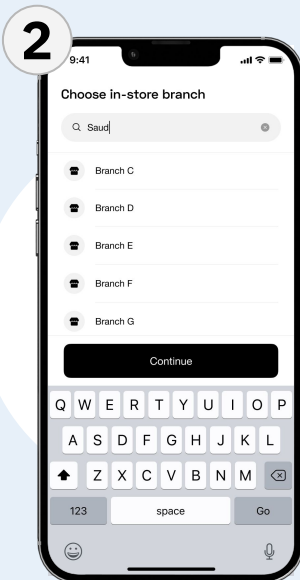 2
9:41
Choose in-store branch
Saud
Branch C
Branch D
Branch E
Branch F
Branch G
Continue
Q W E R T Y U I O P
A S D F G H J K L
Z X C V B N M
123 space Go